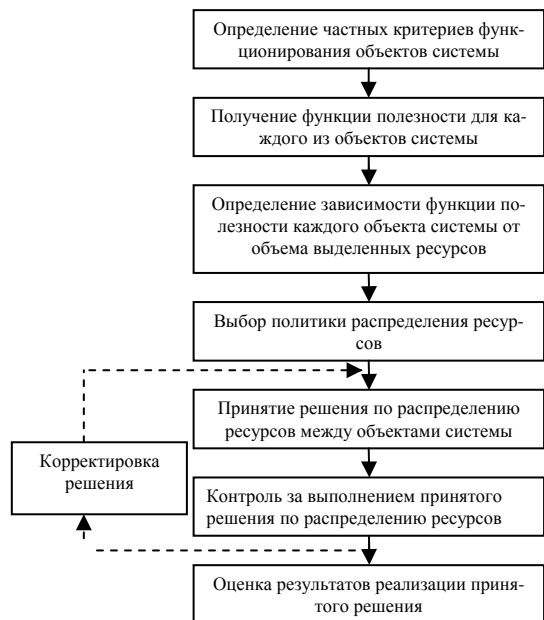 Определение частных критериев функ-
ционирования объектов системы
Получение функции полезности для ка-
ждого из объектов системы
Определение зависимости функции по-
лезности каждого объекта системы от
объема выделенных ресурсов
Выбор политики распределения ресур-
сов
Принятие решения по распределению
ресурсов между объектами системы
Корректировка
решения
Контроль за выполнением принятого
решения по распределению ресурсов
Оценка результатов реализации приня-
того решения